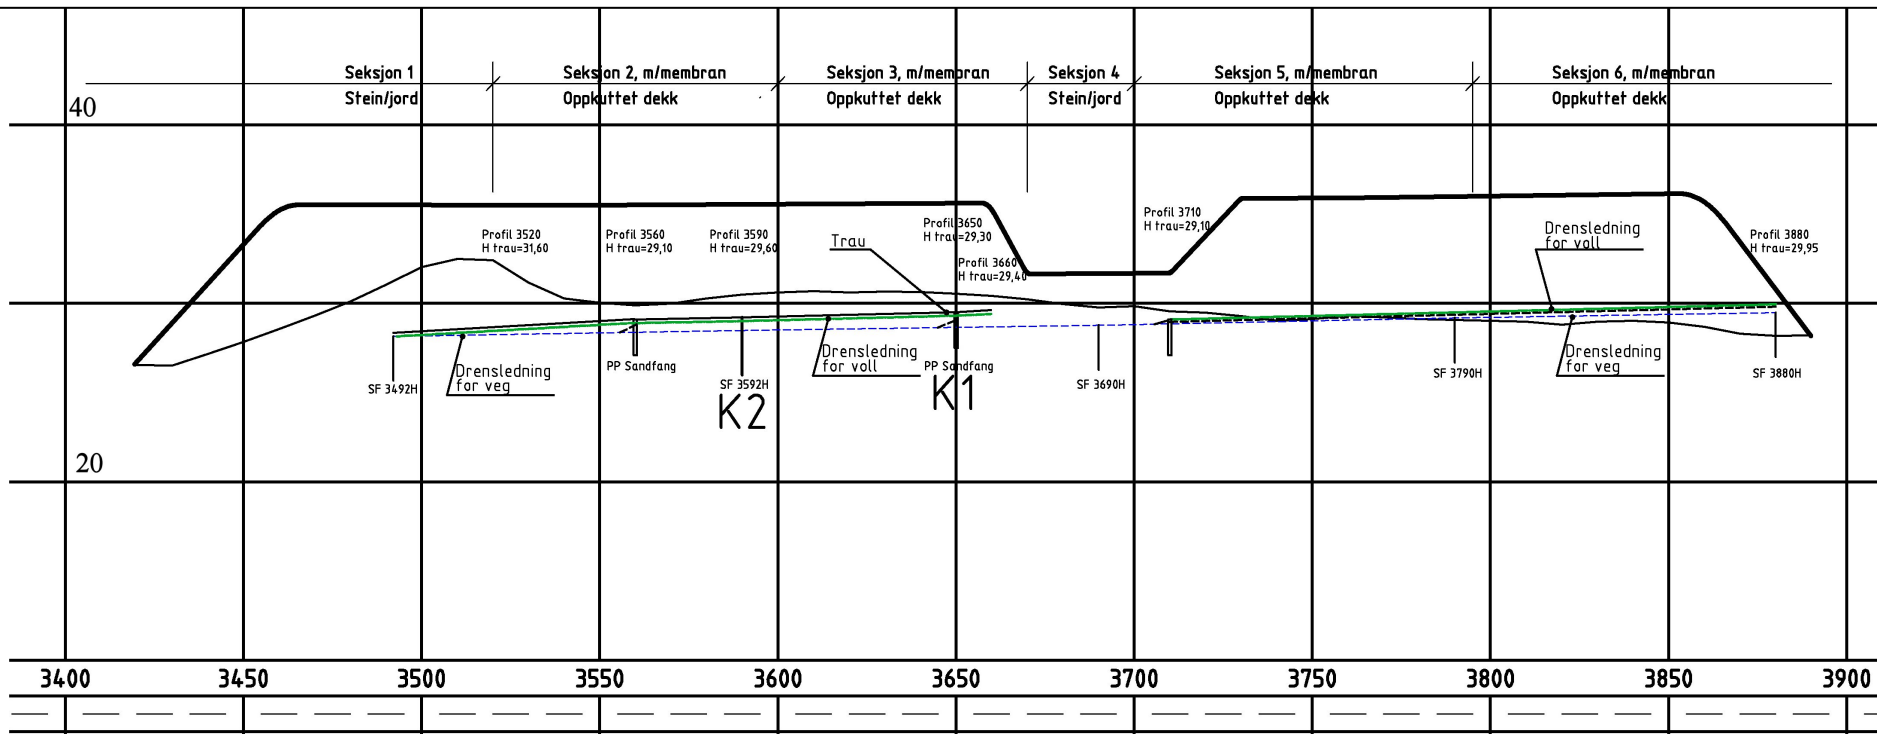 Seksjon 1
Stein/jord
Seksjon 2, m/membran
Oppkuttet dekk
Seksjon 3, m/membran
Oppkuttet dekk
Seksjon 4
Stein/jord
Seksjon 5, m/membran
Oppkuttet dekk
Seksjon 6, m/membran
Oppkuttet dekk
40
Profil 3520
H trau=31,60
Profil 3560
H trau=29,10
Profil 3590
H trau=29,60
Trau
Profil 3650
H trau=29,30
Profil 3660
H trau=29,40
Profil 3710
H trau=29,10
Drensledning
for voll
Profil 3880
H trau=29,95
SF 3492H
Drensledning
for veg
PP Sandfang
SF 3592H
K2
Drensledning
for voll
PP Sandfang
K1
SF 3690H
SF 3790H
Drensledning
for veg
SF 3880H
20
3400 3450 3500 3550 3600 3650 3700 3750 3800 3850 3900